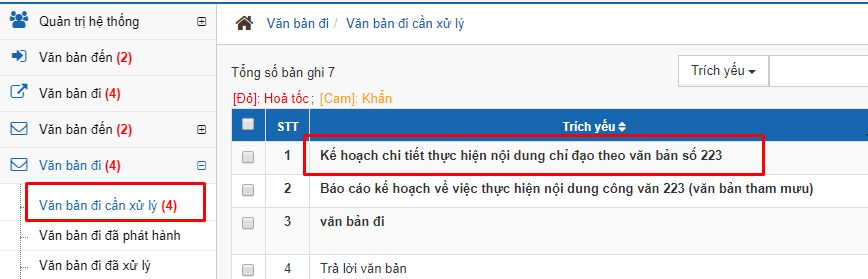 Quản trị hệ thống
Văn bản đến (2)
Văn bản đi (4)
Văn bản đến (2)
Văn bản đi (4)
Văn bản đi cần xử lý (4)
Văn bản đi đã phát hành
Văn bản đi đã xử lý
Văn bản đi / Văn bản đi cần xử lý
Tổng số bản ghi 7
Trích yếu
[Đỏ]: Hoả tốc ; [Cam]: Khẩn
STT Trích yếu
1 Kế hoạch chi tiết thực hiện nội dung chỉ đạo theo văn bản số 223
2 Báo cáo kế hoạch về việc thực hiện nội dung công văn 223 (văn bản tham mưu)
3 văn bản đi
4 Trả lời văn bản